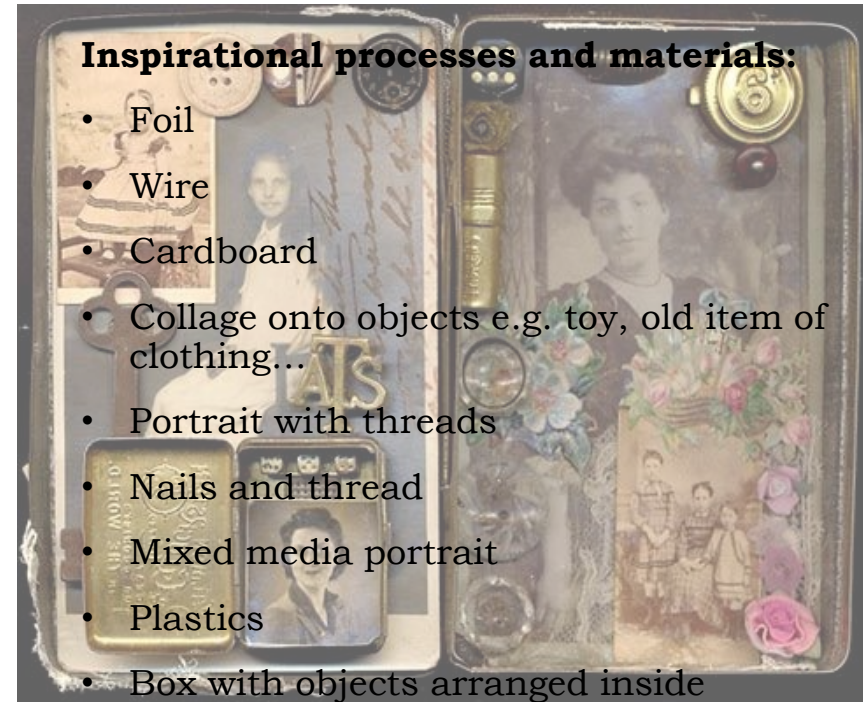 Inspirational processes and materials:
• Foil
• Wire
• Cardboard
• Collage onto objects e.g. toy, old item of
clothing…
• Portrait with threads
• Nails and thread
• Mixed media portrait
• Plastics
• Box with objects arranged inside
ATS
6